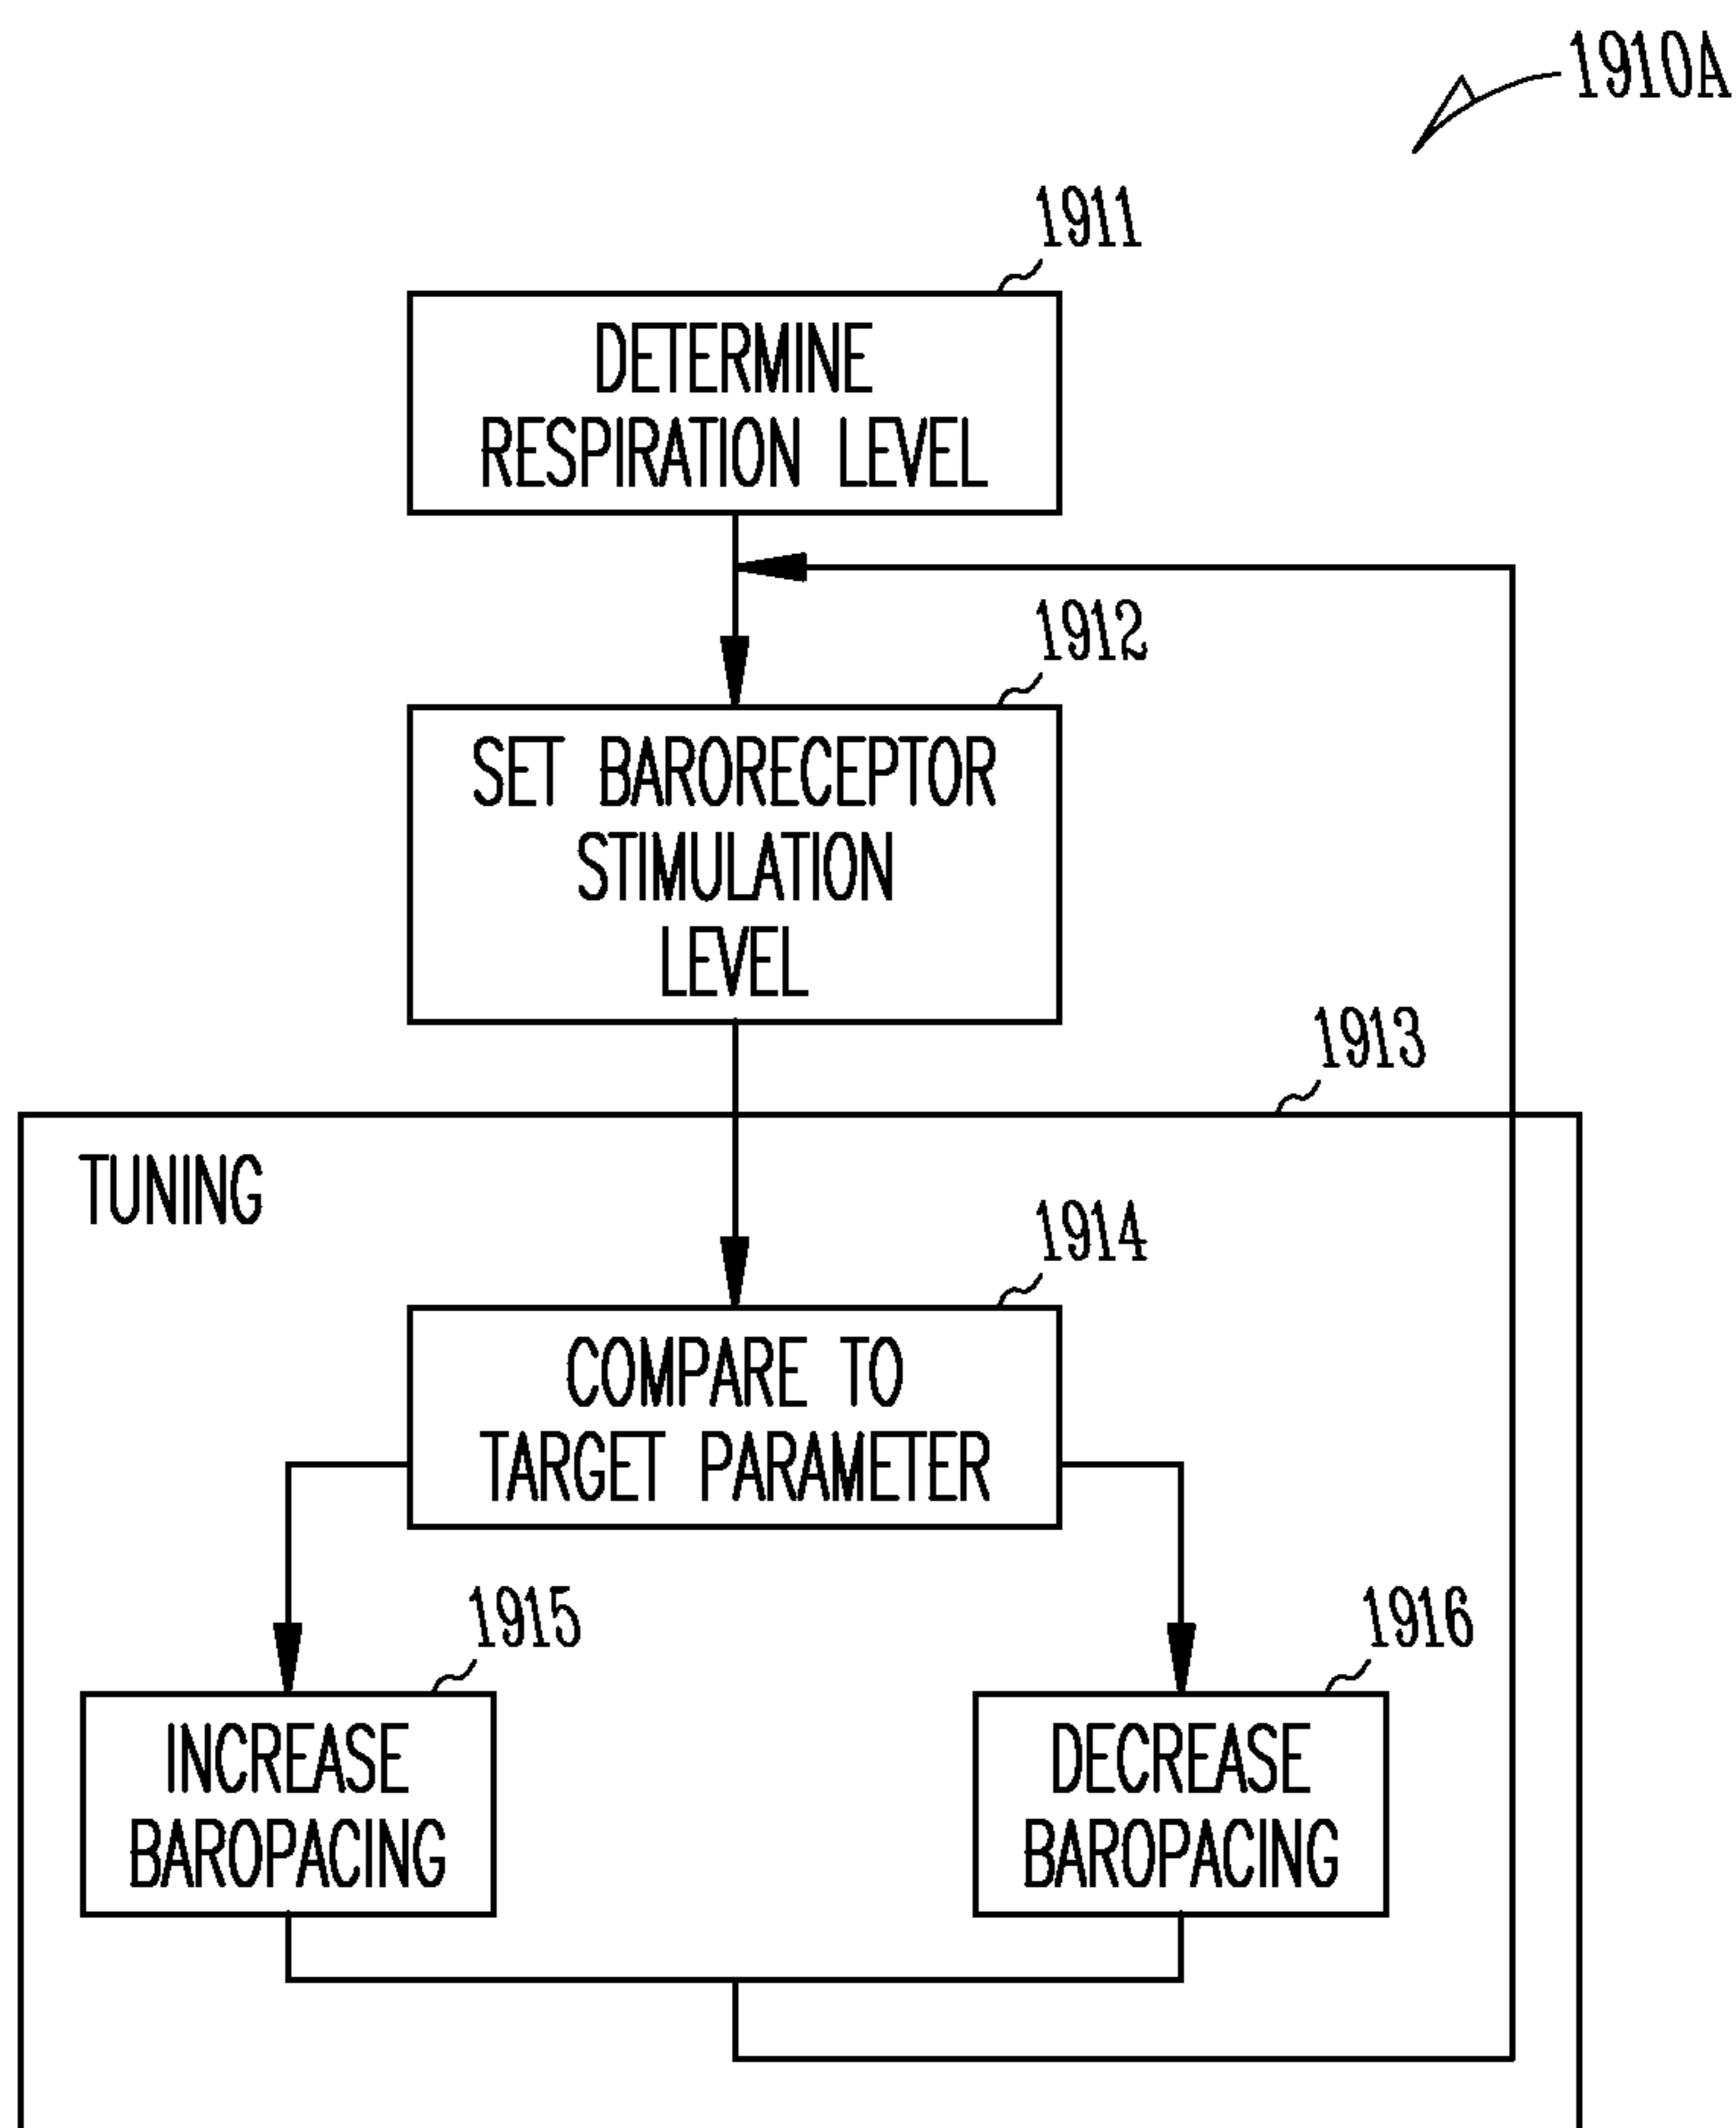 1910A
1911
DETERMINE
RESPIRATION LEVEL
1912
SET BARORECEPTOR
STIMULATION
LEVEL
1913
TUNING
1914
COMPARE TO
TARGET PARAMETER
1915
1916
INCREASE
BAROPACING
DECREASE
BAROPACING